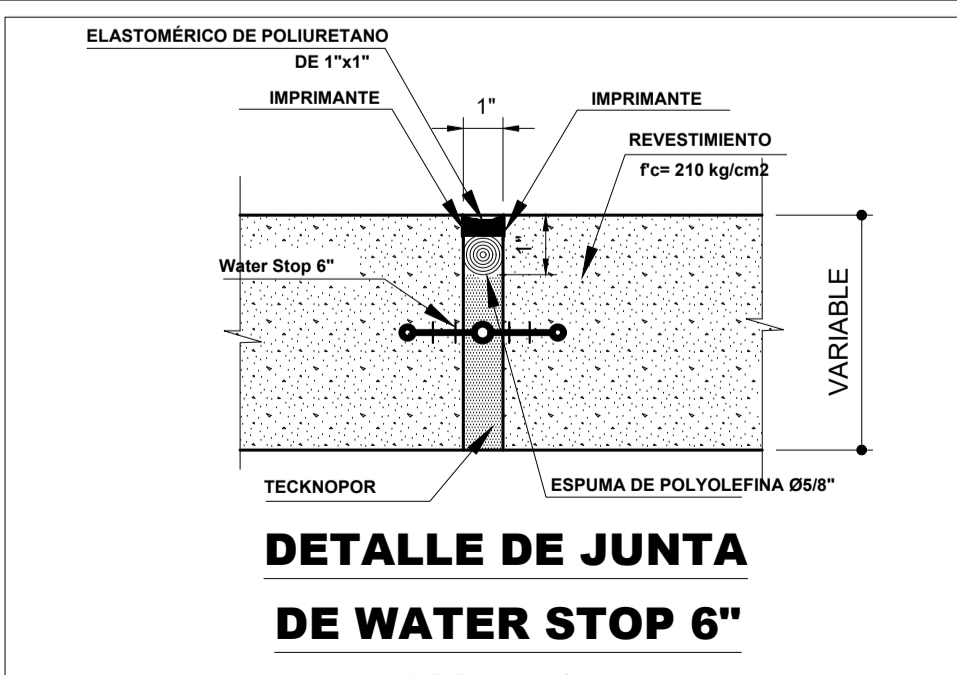 ELASTOMÉRICO DE POLIURETANO
DE 1"x1"
IMPRIMANTE
1"
IMPRIMANTE
REVESTIMIENTO
f'c= 210 kg/cm2
1"
Water Stop 6"
VARIABLE
TECKNOPOR
ESPUMA DE POLYOLEFINA Ø5/8"
DETALLE DE JUNTA
DE WATER STOP 6"